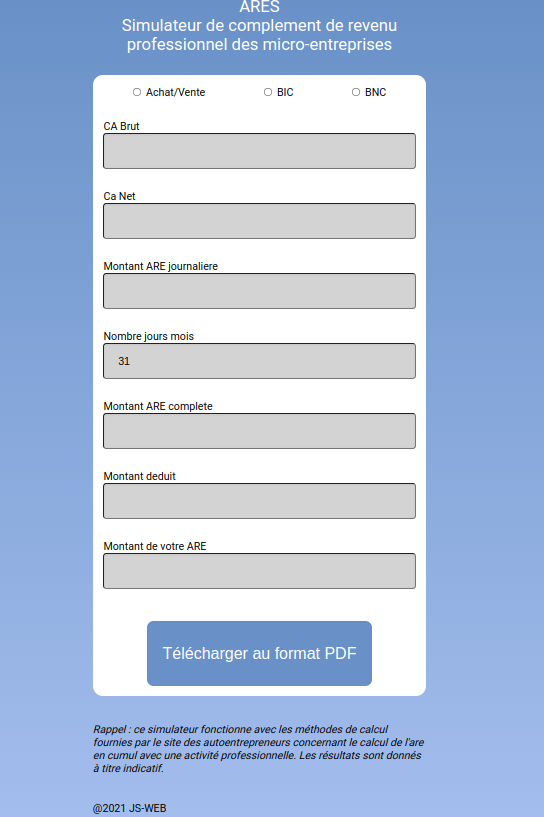 ARES
Simulateur de complement de revenu
professionnel des micro-entreprises
Achat/Vente BIC BNC
CA Brut
Ca Net
Montant ARE journaliere
Nombre jours mois
31
Montant ARE complete
Montant deduit
Montant de votre ARE
Télécharger au format PDF
Rappel : ce simulateur fonctionne avec les méthodes de calcul
fournies par le site des autoentrepreneurs concernant le calcul de l'are
en cumul avec une activité professionnelle. Les résultats sont donnés
à titre indicatif.
@2021 JS-WEB